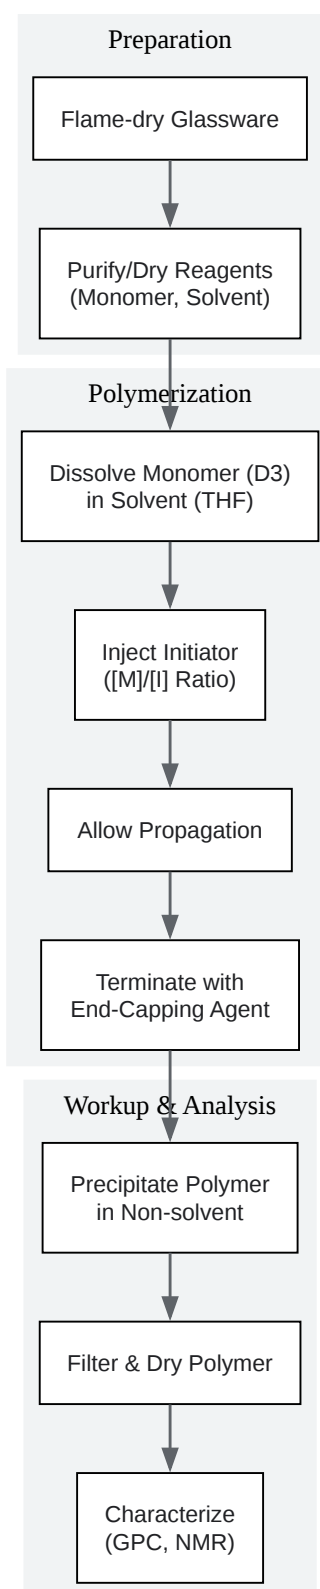 Preparation
Flame-dry Glassware
Purify/Dry Reagents
(Monomer, Solvent)
Polymerization
Dissolve Monomer (D3)
in Solvent (THF)
Inject Initiator
([M]/[I] Ratio)
Allow Propagation
Terminate with
End-Capping Agent
Workup & Analysis
Precipitate Polymer
in Non-solvent
Filter & Dry Polymer
Characterize
(GPC, NMR)